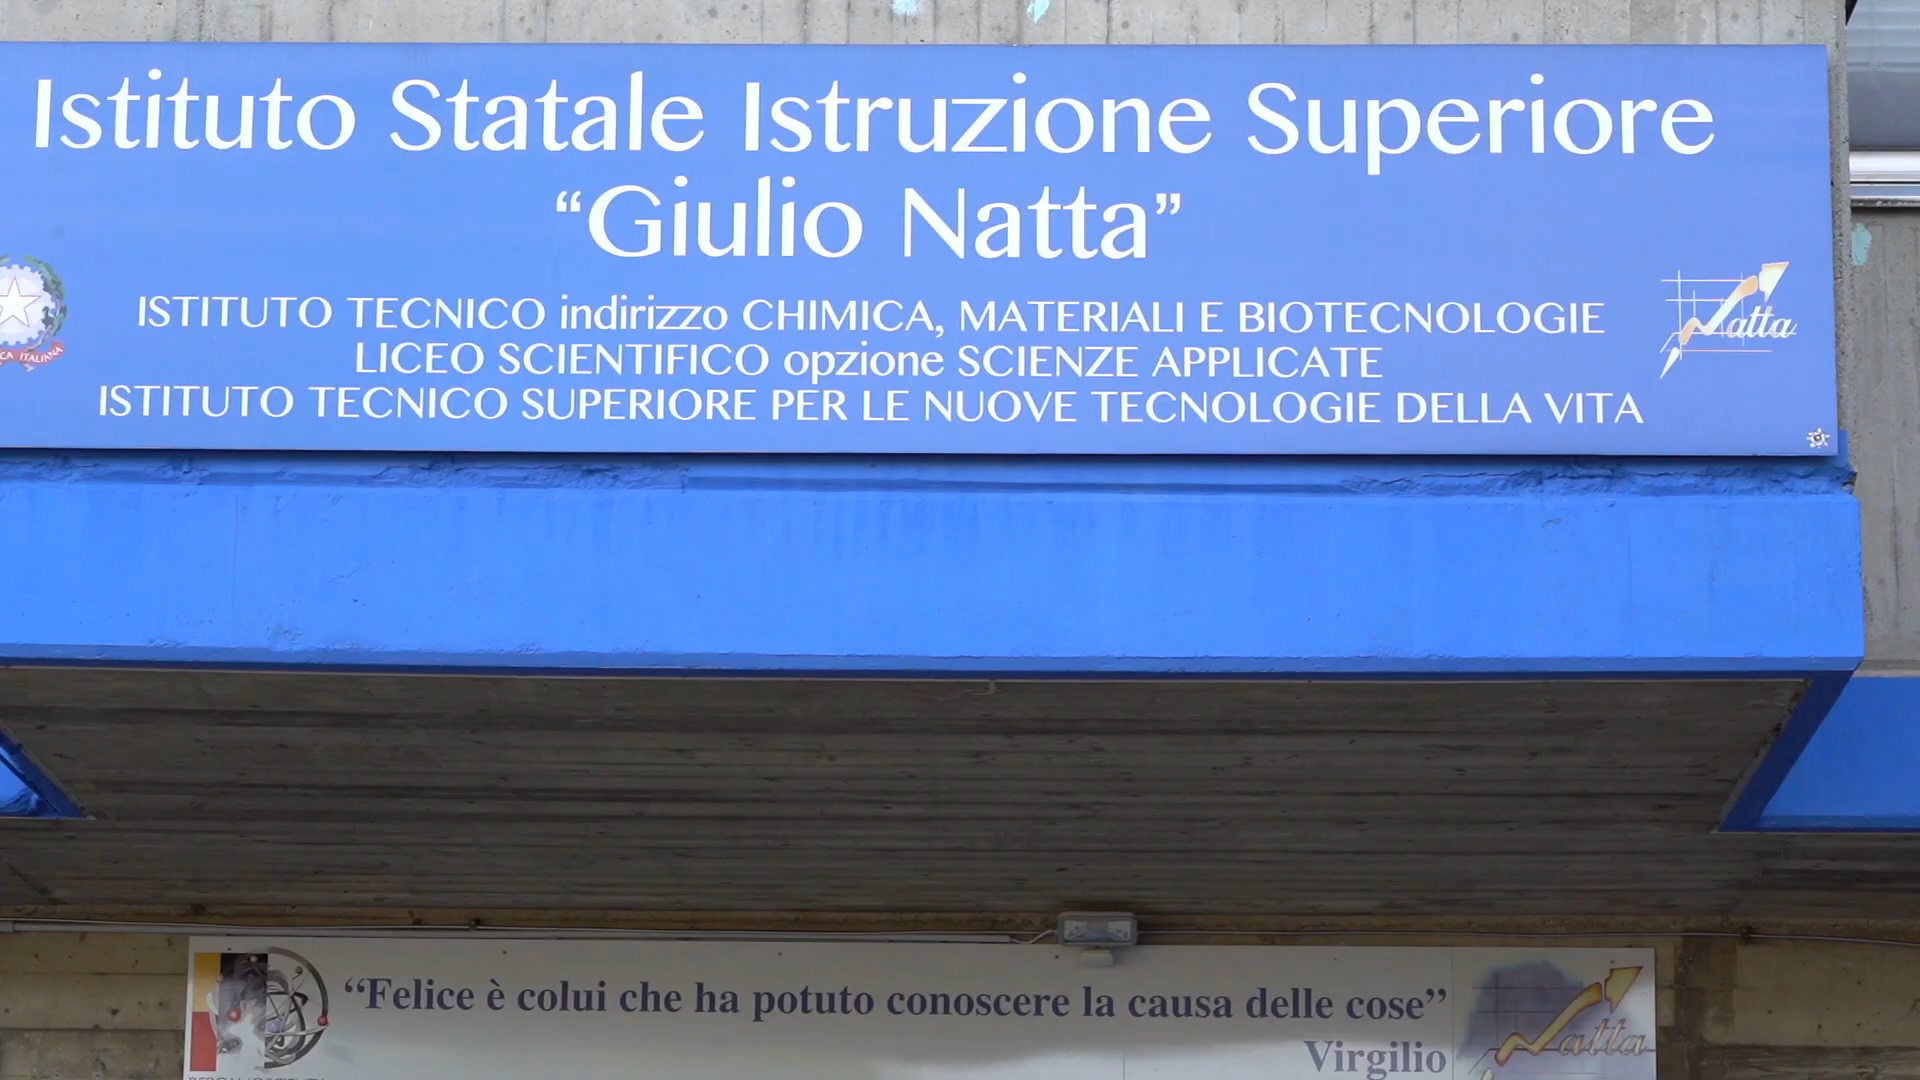 Istituto Statale Istruzione Superiore
“Giulio Natta”
ISTITUTO TECNICO indirizzo CHIMICA, MATERIALI E BIOTECNOLOGIE
LICEO SCIENTIFICO opzione SCIENZE APPLICATE
ISTITUTO TECNICO SUPERIORE PER LE NUOVE TECNOLOGIE DELLA VITA
Natta
ITALIANA
“Felice è colui che ha potuto conoscere la causa delle cose”
Virgilio
Natta